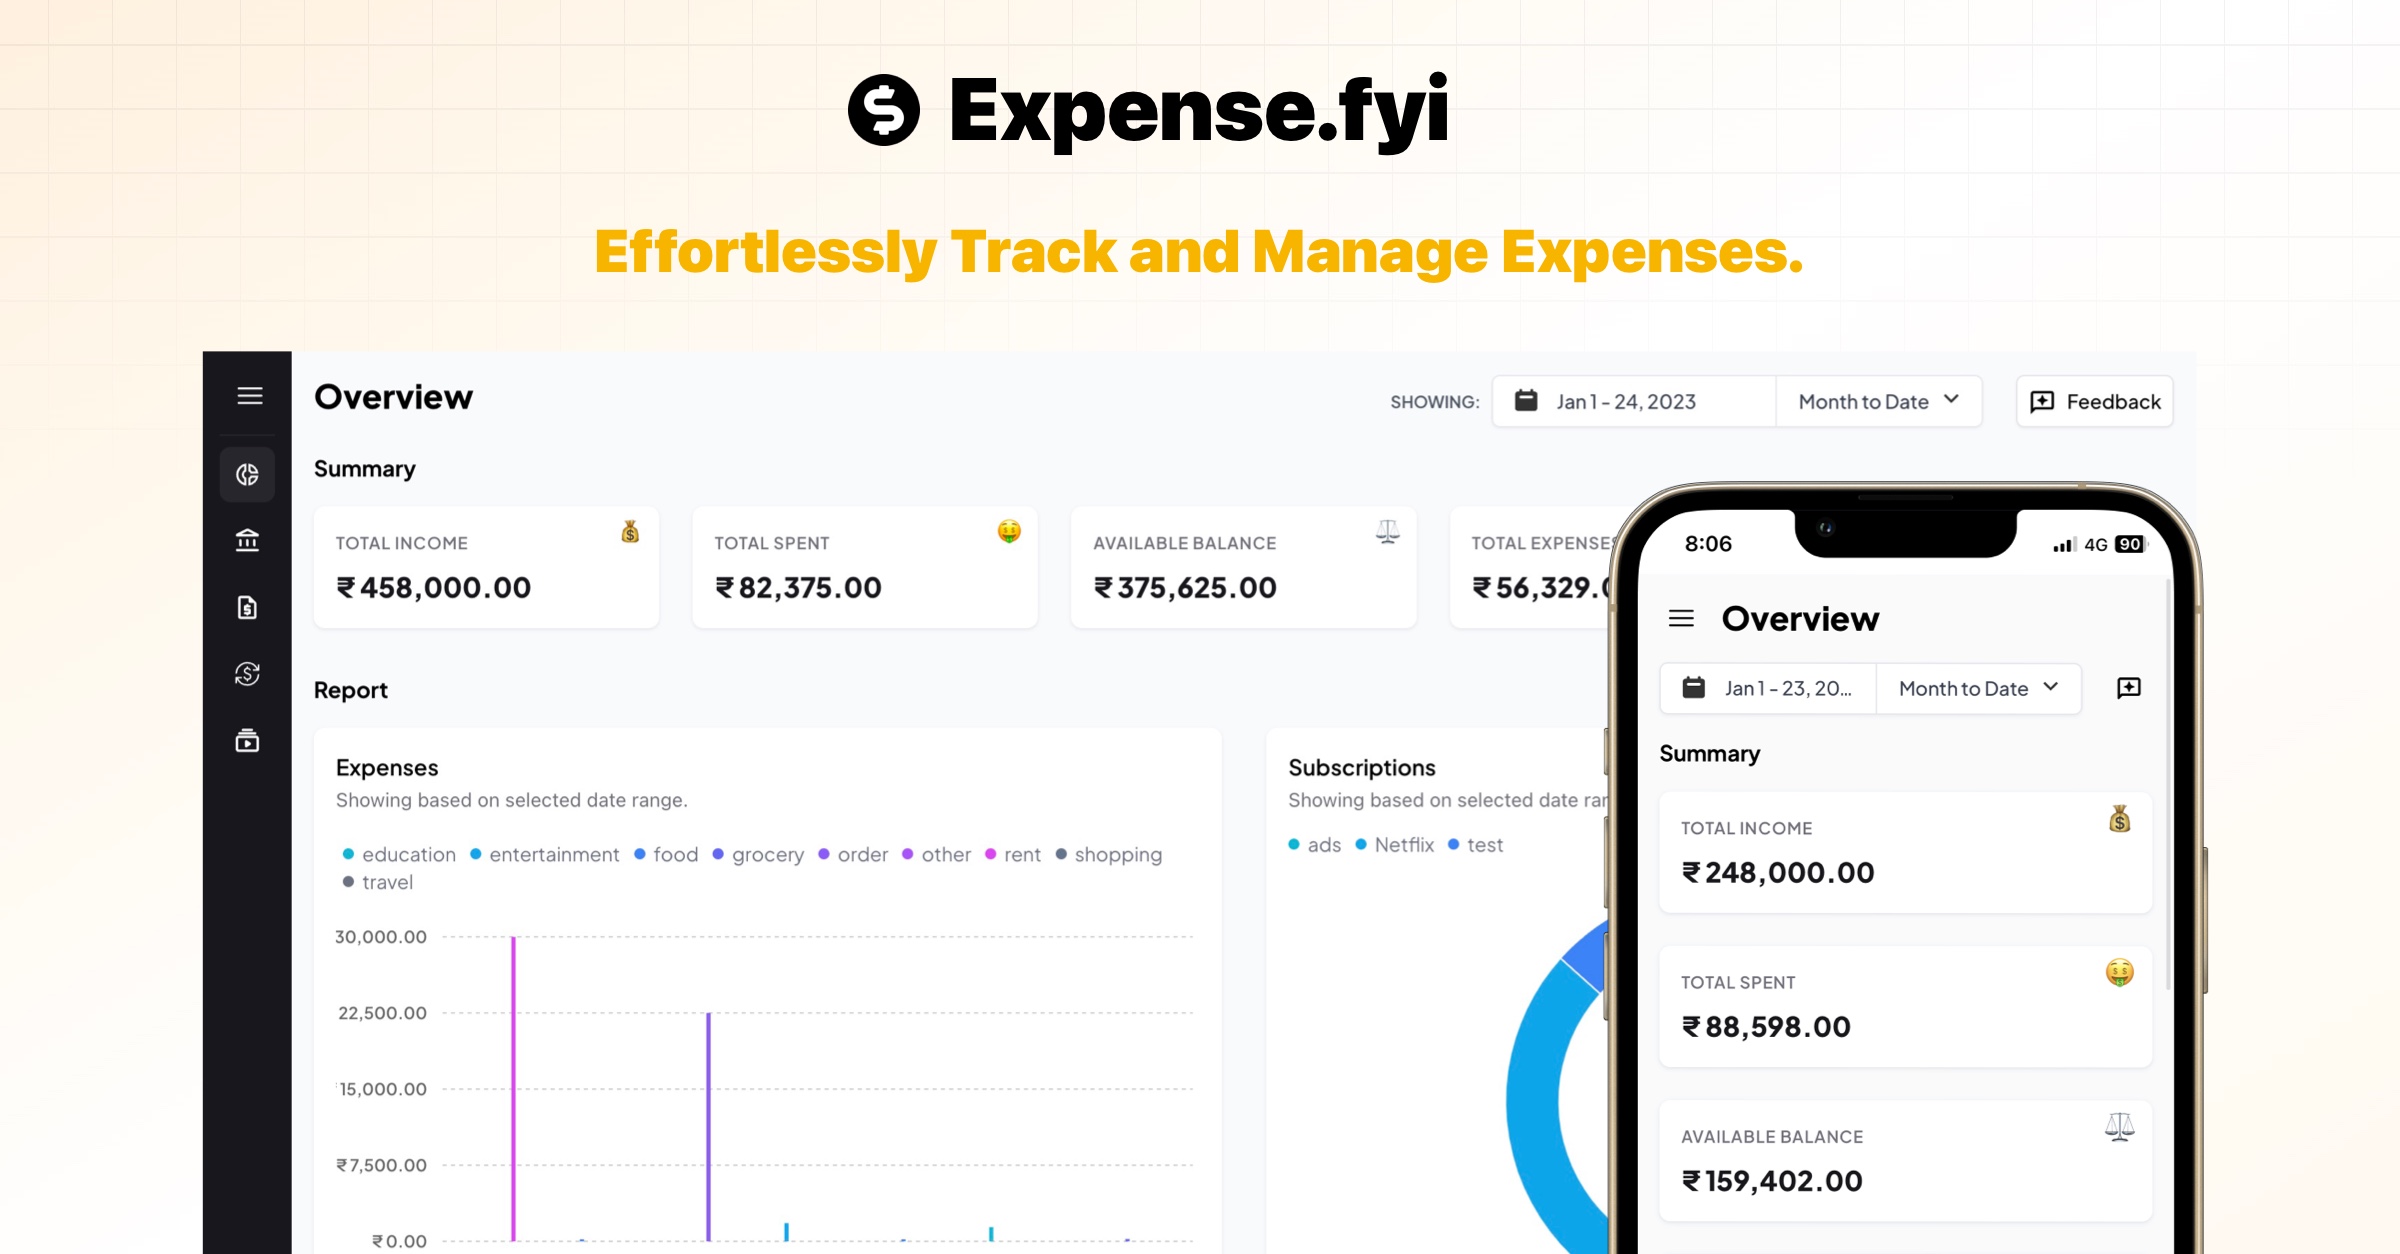 Expense.fyi
Effortlessly Track and Manage Expenses.
Overview
SHOWING:
Jan 1 - 24, 2023
Month to Date
Feedback
Summary
TOTAL INCOME
₹458,000.00
TOTAL SPENT
₹82,375.00
AVAILABLE BALANCE
₹375,625.00
TOTAL EXPENSES
₹56,329.0
Report
Expenses
Showing based on selected date range.
education entertainment food grocery order other rent shopping
travel
30,000.00
22,500.00
15,000.00
₹7,500.00
₹0.00
Subscriptions
Showing based on selected date
ads Netflix test
8:06
4G 90
Overview
Jan 1 - 23, 20...
Month to Date
Summary
TOTAL INCOME
₹248,000.00
TOTAL SPENT
₹88,598.00
AVAILABLE BALANCE
₹159,402.00